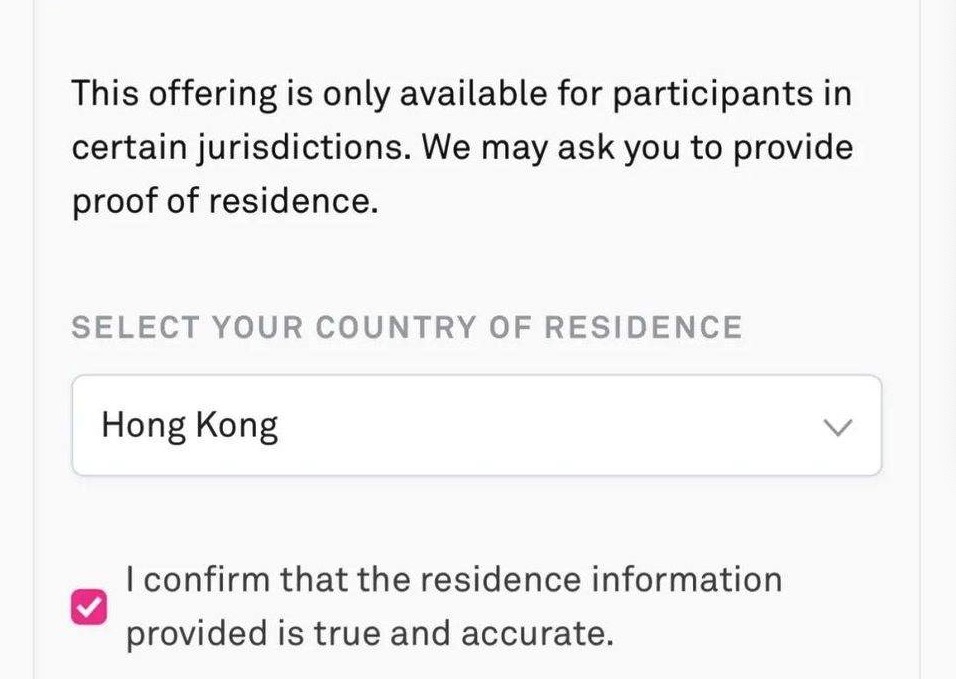 This offering is only available for participants in
certain jurisdictions. We may ask you to provide
proof of residence.
SELECT YOUR COUNTRY OF RESIDENCE
Hong Kong
I confirm that the residence information
provided is true and accurate.